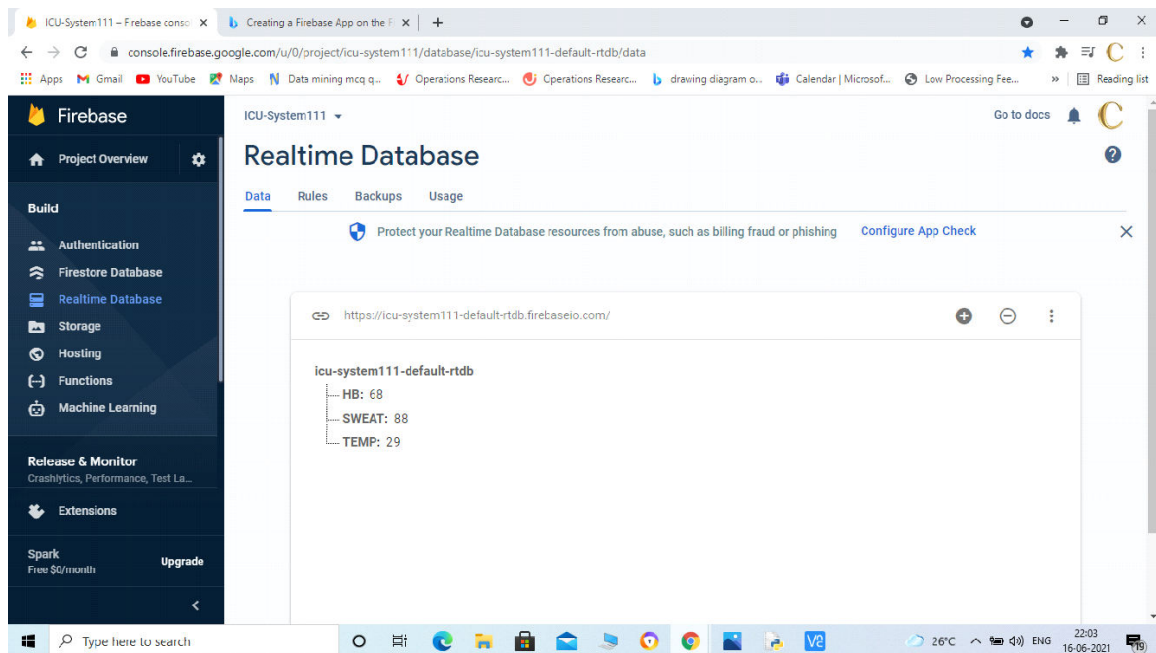 ICU-System111 – Firebase conso
Creating a Firebase App on the F
console.firebase.google.com/u/0/project/icu-system111/database/icu-system111-default-rtdb/data
Apps Gmail YouTube Maps Data mining mcq q... Operations Researc... Operations Researc... drawing diagram o... Calendar | Microsof... Low Processing Fee... » Reading list
Firebase
ICU-System111
Go to docs
Project Overview
Realtime Database
Data Rules Backups Usage
Build
Protect your Realtime Database resources from abuse, such as billing fraud or phishing Configure App Check
Authentication
Firestore Database
Realtime Database
Storage
Hosting
Functions
Machine Learning
https://icu-system111-default-rtdb.firebaseio.com/
icu-system111-default-rtdb
HB: 68
SWEAT: 88
TEMP: 29
Release & Monitor
Crashlytics, Performance, Test La...
Extensions
Spark
Free $0/month
Upgrade
Type here to search
26°C
ENG
22:03
16-06-2021
19